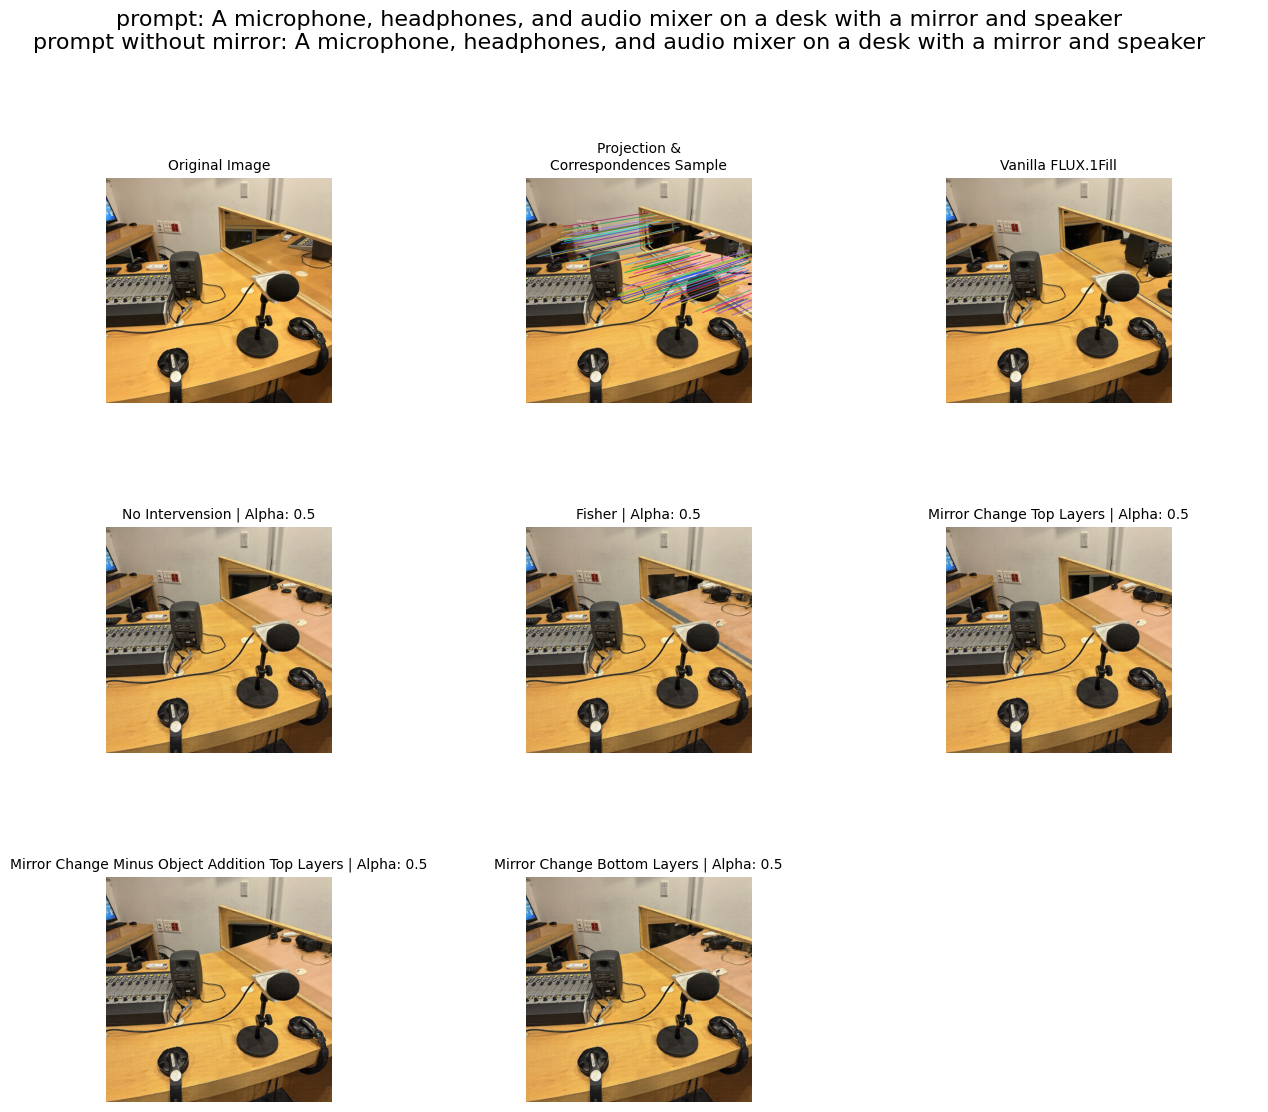 prompt: A microphone, headphones, and audio mixer on a desk with a mirror and speaker
prompt without mirror: A microphone, headphones, and audio mixer on a desk with a mirror and speaker
Original Image
Projection &
Correspondences Sample
Vanilla FLUX.1Fill
No Intervension | Alpha: 0.5
Fisher | Alpha: 0.5
Mirror Change Top Layers | Alpha: 0.5
Mirror Change Minus Object Addition Top Layers | Alpha: 0.5
Mirror Change Bottom Layers | Alpha: 0.5